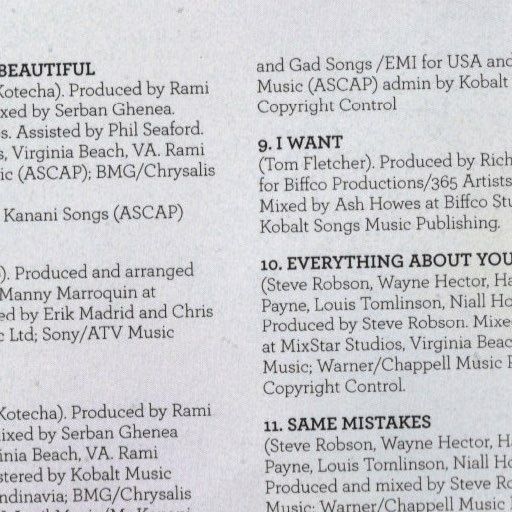 BEAUTIFUL
Kotecha). Produced by Rami
xed by Serban Ghenea.
s. Assisted by Phil Seaford.
s, Virginia Beach, VA. Rami
ic (ASCAP); BMG/Chrysalis
Kanani Songs (ASCAP)
). Produced and arranged
Manny Marroquin at
ed by Erik Madrid and Chris
c Ltd; Sony/ATV Music
Kotecha). Produced by Rami
ixed by Serban Ghenea
inia Beach, VA. Rami
stered by Kobalt Music
ndinavia; BMG/Chrysalis
and Gad Songs /EMI for USA and
Music (ASCAP) admin by Kobalt
Copyright Control
9. I WANT
(Tom Fletcher). Produced by Rich
for Biffco Productions/365 Artists
Mixed by Ash Howes at Biffco Stu
Kobalt Songs Music Publishing.
10. EVERYTHING ABOUT YOU
(Steve Robson, Wayne Hector, Ha
Payne, Louis Tomlinson, Niall Ho
Produced by Steve Robson. Mixe
at MixStar Studios, Virginia Beac
Music; Warner/Chappell Music P
Copyright Control.
11. SAME MISTAKES
(Steve Robson, Wayne Hector, Ha
Payne, Louis Tomlinson, Niall Ho
Produced and mixed by Steve Ro
Music; Warner/Chappell Music